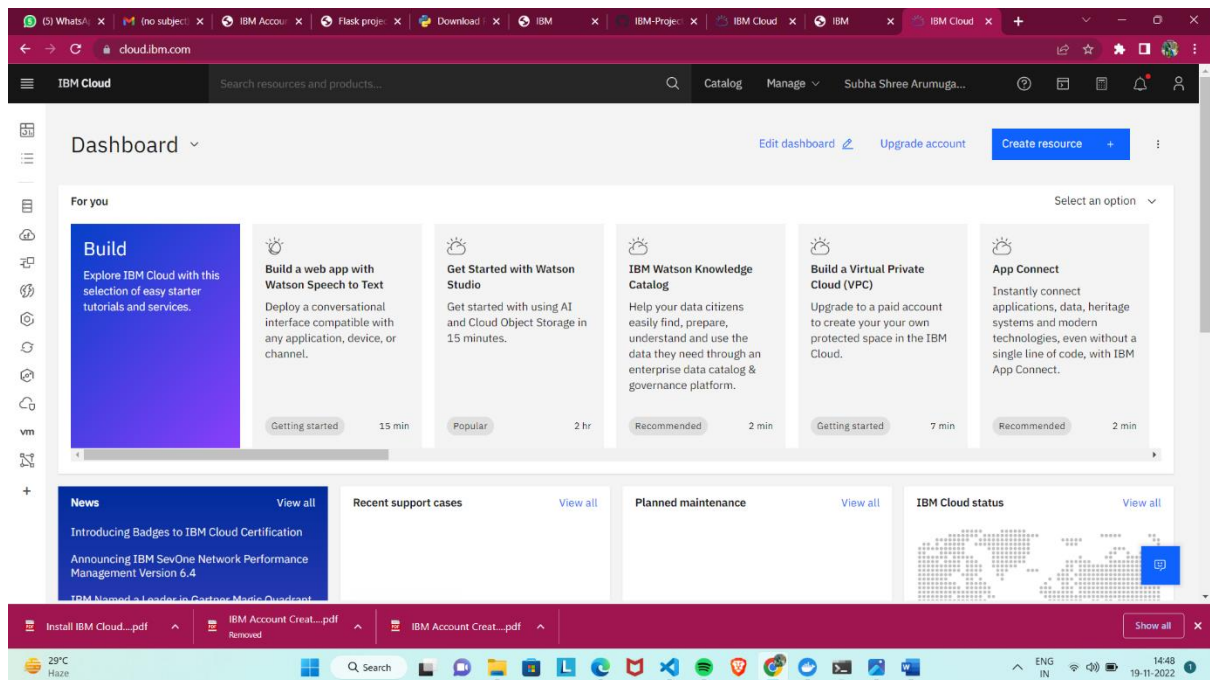 (5) WhatsA
(no subject)
IBM Accou
Flask projec
Download
IBM
IBM-Project
IBM Cloud
IBM
IBM Cloud
cloud.ibm.com
IBM Cloud
Search resources and products...
Catalog
Manage
Subha Shree Arumuga...
Dashboard
Edit dashboard
Upgrade account
Create resource +
For you
Select an option
Build
Explore IBM Cloud with this
selection of easy starter
tutorials and services.
Build a web app with
Watson Speech to Text
Deploy a conversational
interface compatible with
any application, device, or
channel.
Getting started 15 min
Get Started with Watson
Studio
Get started with using AI
and Cloud Object Storage in
15 minutes.
Popular 2 hr
IBM Watson Knowledge
Catalog
Help your data citizens
easily find, prepare,
understand and use the
data they need through an
enterprise data catalog &
governance platform.
Recommended 2 min
Build a Virtual Private
Cloud (VPC)
Upgrade to a paid account
to create your your own
protected space in the IBM
Cloud.
Getting started 7 min
App Connect
Instantly connect
applications, data, heritage
systems and modern
technologies, even without a
single line of code, with IBM
App Connect.
Recommended 2 min
vm
News View all
Introducing Badges to IBM Cloud Certification
Announcing IBM SevOne Network Performance
Management Version 6.4
IBM Named a Leader in Gartner Magic Quadrant
Recent support cases View all
Planned maintenance View all
IBM Cloud status View all
Install IBM Cloud....pdf
IBM Account Creat....pdf
Removed
IBM Account Creat....pdf
Show all
29°C
Haze
Search
ENG
IN
14:48
19-11-2022
1